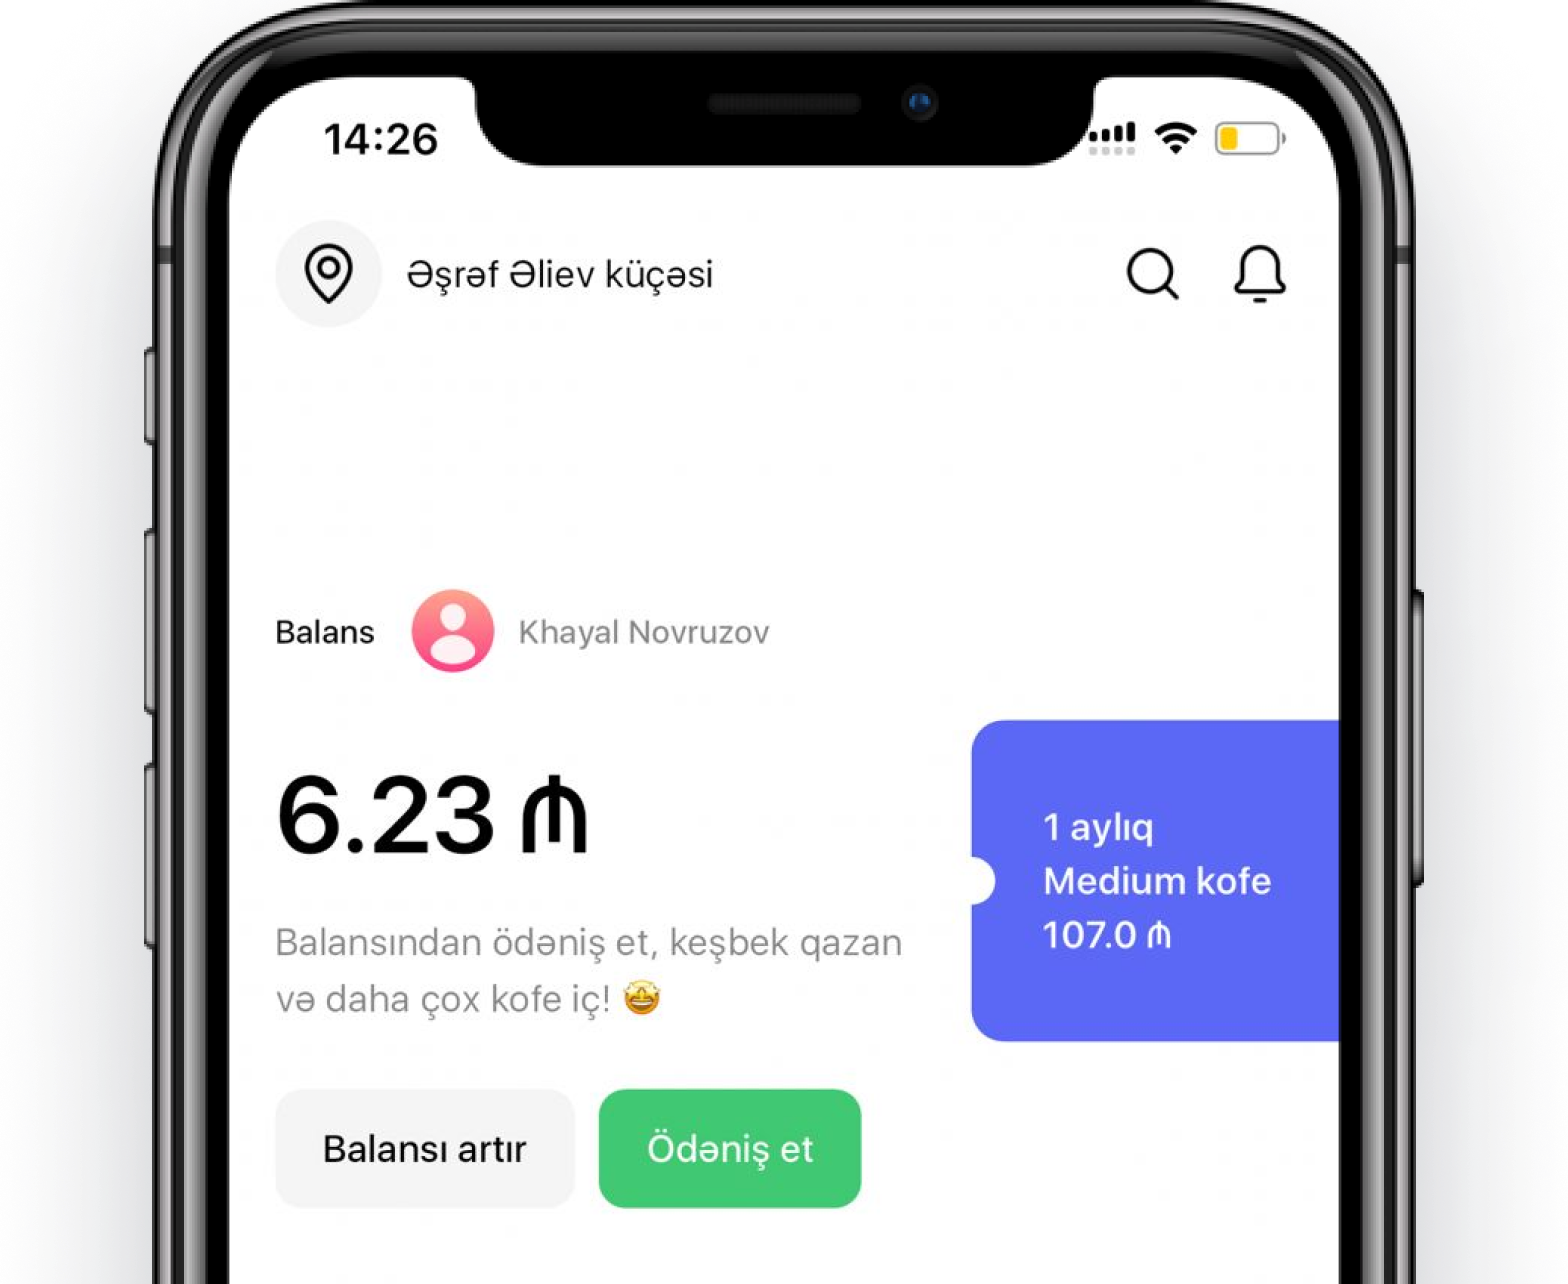 14:26
Əşrəf Əliev küçəsi
Balans
Khayal Novruzov
6.23 ₼
1 aylıq
Medium kofe
107.0 ₼
Balansından ödəniş et, keşbek qazan
və daha çox kofe iç! 🤩
Balansı artır
Ödəniş et